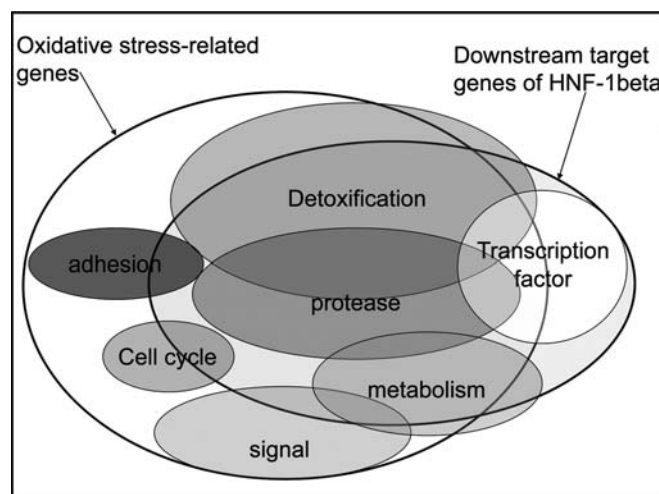 Oxidative stress-related
genes
Downstream target
genes of HNF-1beta
Detoxification
Transcription
factor
adhesion
protease
Cell cycle
metabolism
signal